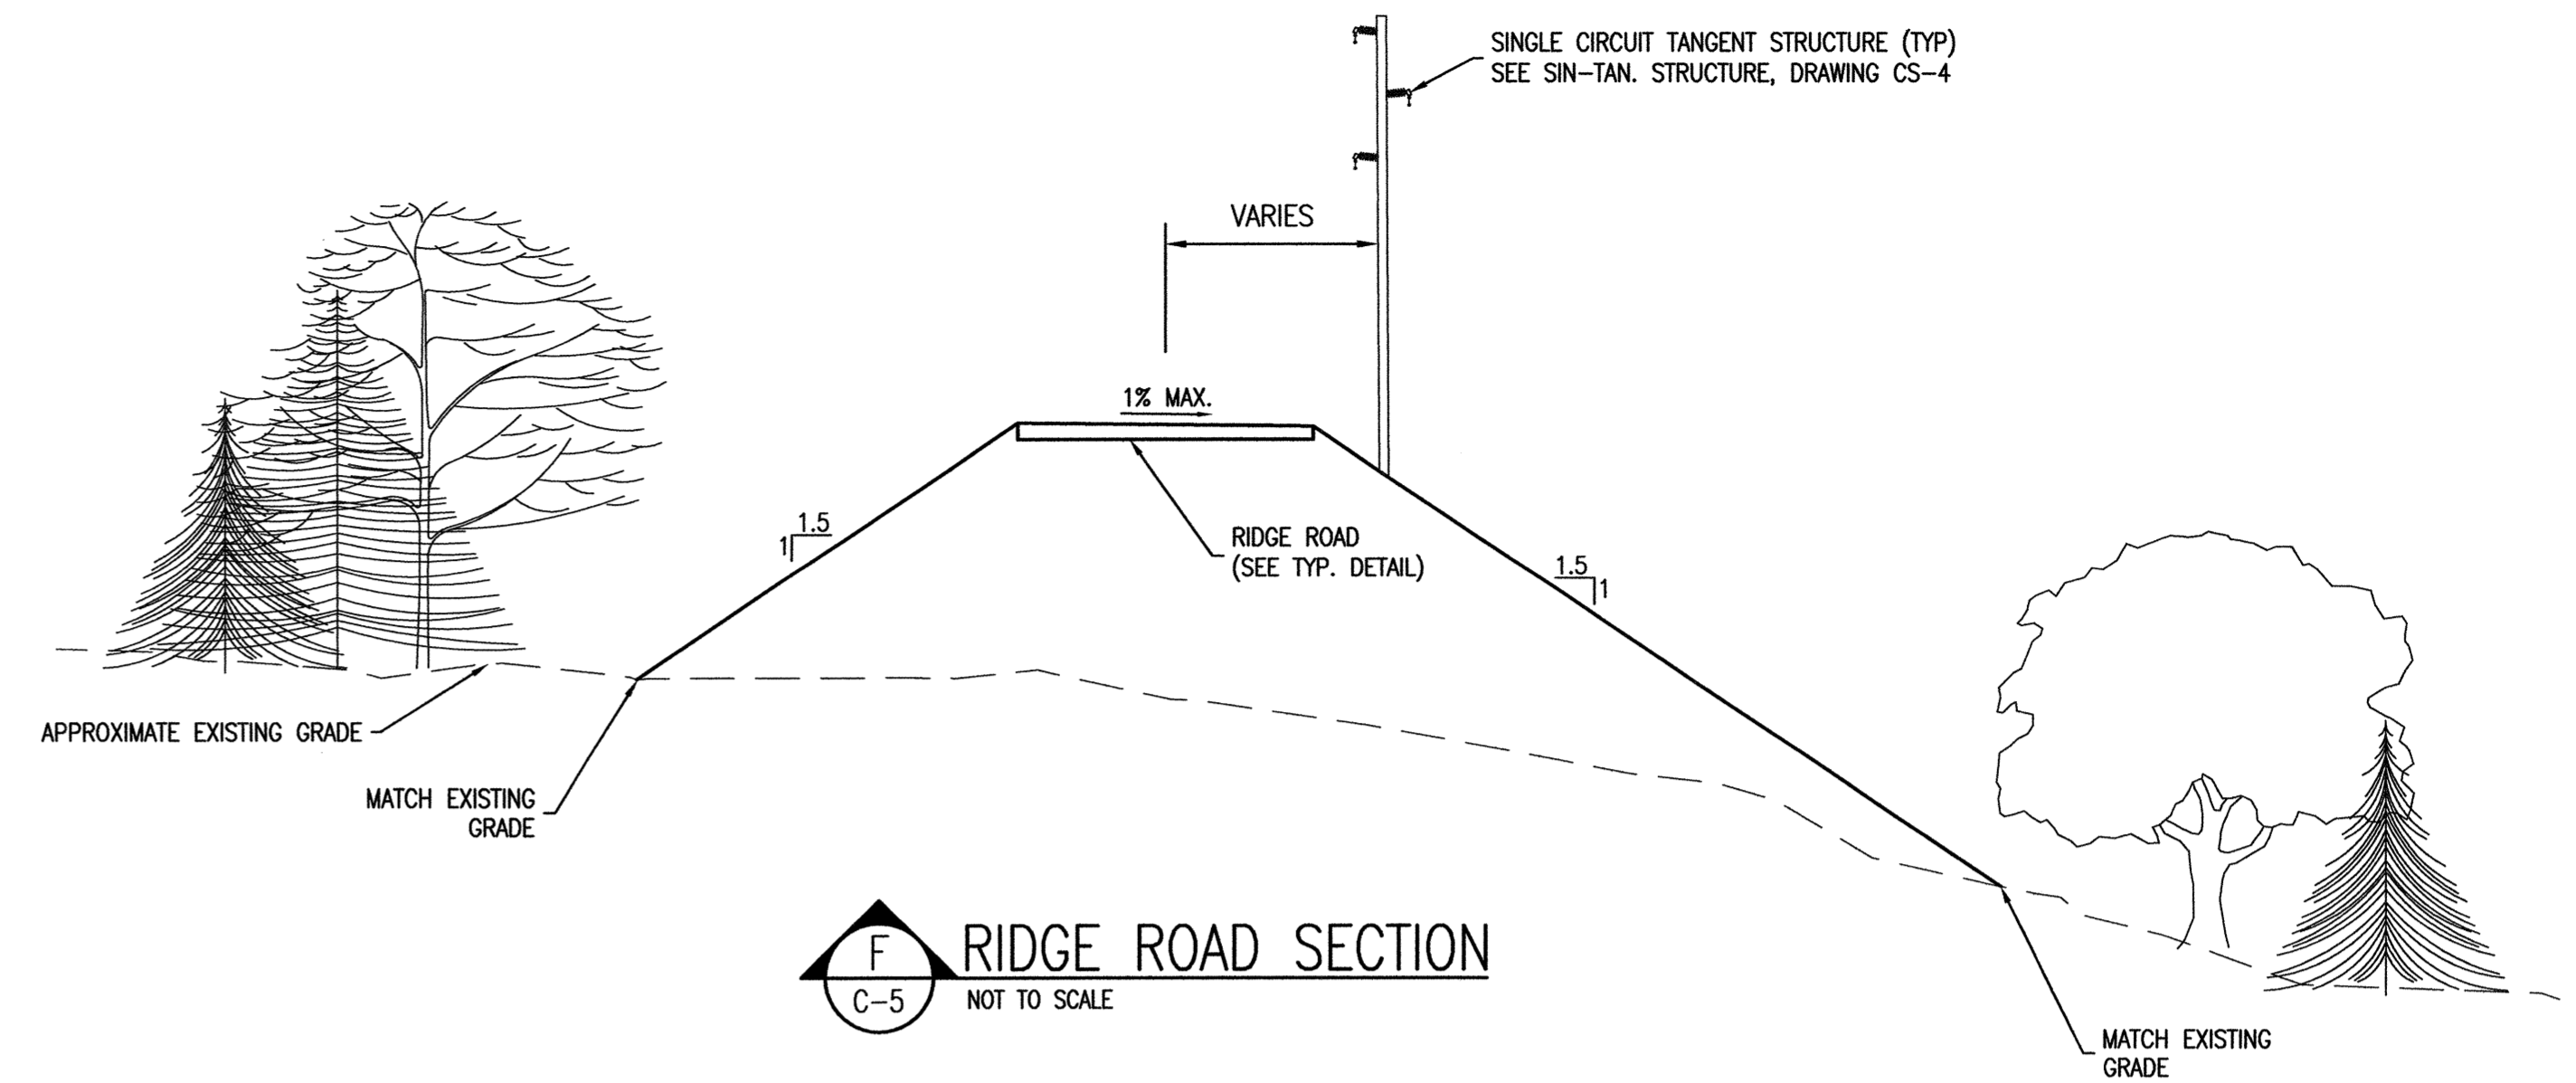 SINGLE CIRCUIT TANGENT STRUCTURE (TYP)
SEE SIN-TAN. STRUCTURE, DRAWING CS-4
VARIES
1% MAX.
1.5
1
RIDGE ROAD
(SEE TYP. DETAIL)
1.5
1
APPROXIMATE EXISTING GRADE
MATCH EXISTING
GRADE
F
C-5
RIDGE ROAD SECTION
NOT TO SCALE
MATCH EXISTING
GRADE